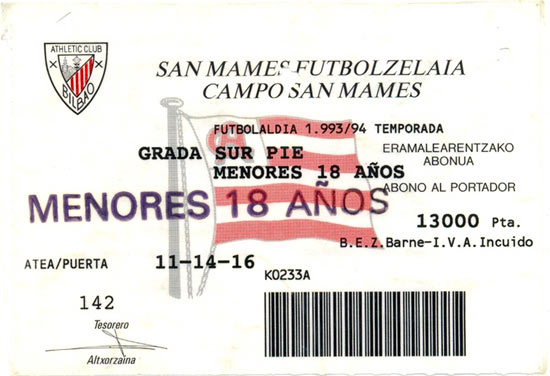 ATHLETIC CLUB
BILBAO
SAN MAMES FUTBOLZELAIA
CAMPO SAN MAMES
FUTBOLALDIA 1.993/94 TEMPORADA
GRADA SUR PIE
MENORES 18 AÑOS
ERAMALEARENTZAKO
ABONUA
ABONO AL PORTADOR
MENORES 18 AÑOS
13000 Pta.
B.E.Z.Barne-I.V.A.Incuido
ATEA/PUERTA 11-14-16
K0233A
142
Tesorero
Altxorzaina